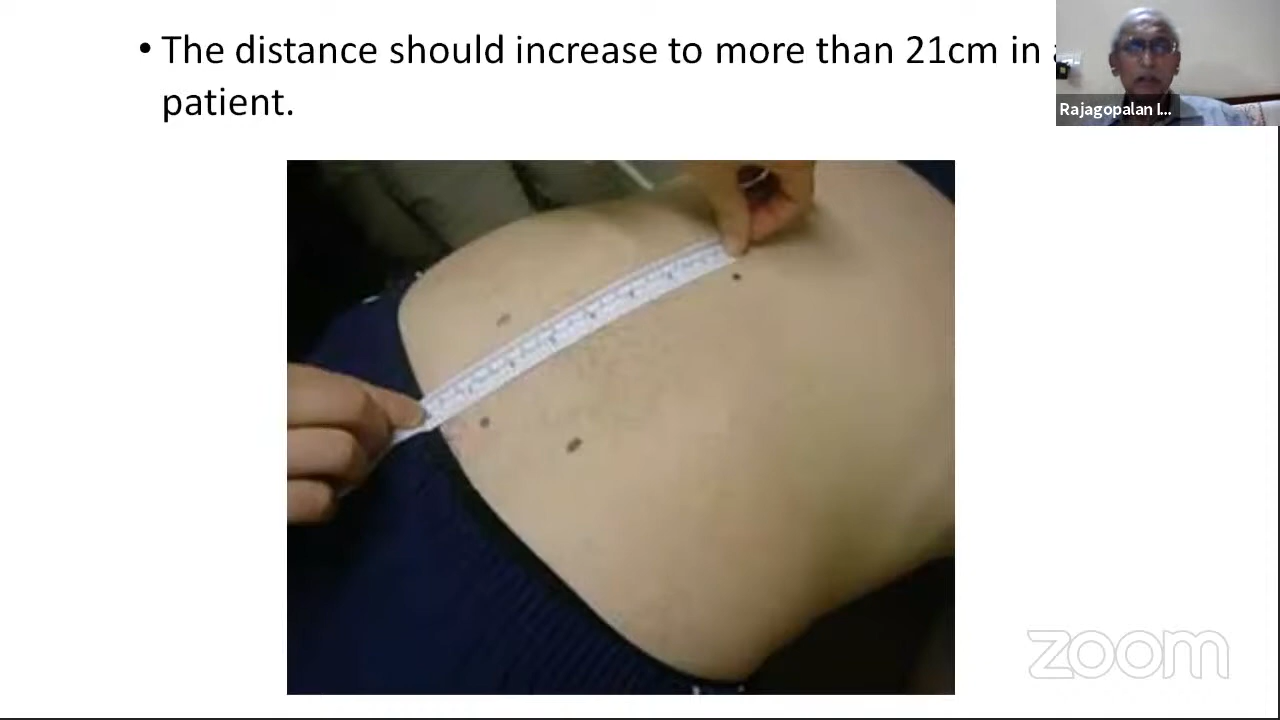 • The distance should increase to more than 21cm in
patient.
Rajagopalan I...
zoom